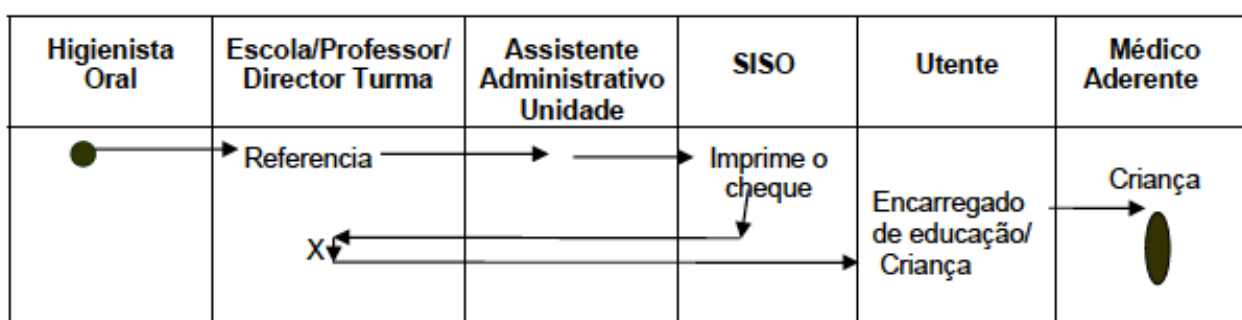 Higienista
Oral
Escola/Professor/
Director Turma
Assistente
Administrativo
Unidade
SISO
Utente
Médico
Aderente
Referencia
Imprime o
cheque
X
Encarregado
de educação/
Criança
Criança